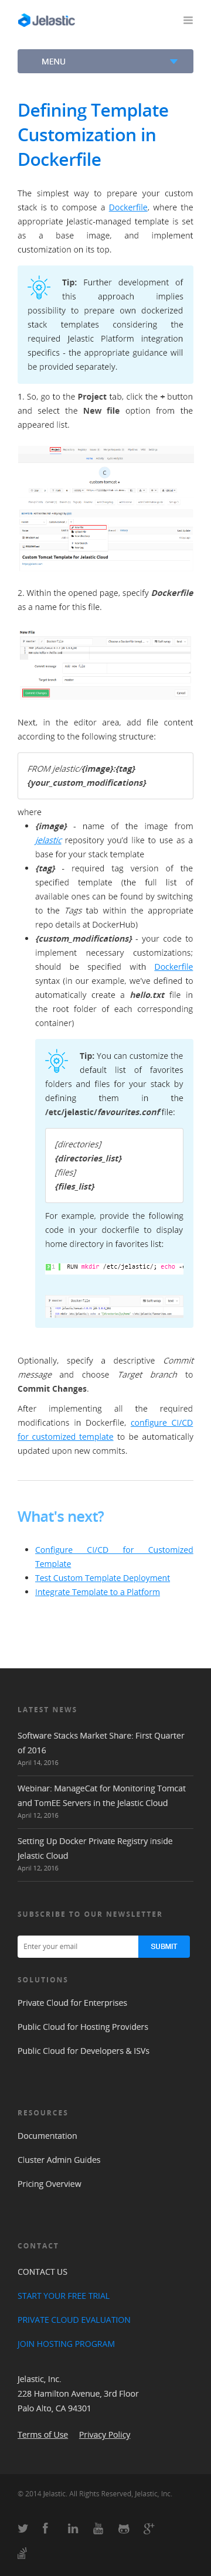 Jelastic
MENU
Defining Template
Customization in
Dockerfile
The simplest way to prepare your custom
stack is to compose a Dockerfile, where the
appropriate Jelastic-managed template is set
as a base image, and implement
customization on its top.
Tip: Further development of
this approach implies
possibility to prepare own dockerized
stack templates considering the
required Jelastic Platform integration
specifics - the appropriate guidance will
be provided separately.
1. So, go to the Project tab, click the + button
and select the New file option from the
appeared list.
Custom Tomcat Template for Jelastic Cloud
2. Within the opened page, specify Dockerfile
as a name for this file.
New File
Next, in the editor area, add file content
according to the following structure:
FROM jelastic/{image}:{tag}
{your_custom_modifications}
where
{image} - name of the image from
jelastic repository you'd like to use as a
base for your stack template
{tag} - required tag version of the
specified template (the full list of
available ones can be found by switching
to the Tags tab within the appropriate
repo details at DockerHub)
{custom_modifications} - your code to
implement necessary customizations;
should be specified with Dockerfile
syntax (in our example, we've defined to
automatically create a hello.txt file in
the root folder of each corresponding
container)
Tip: You can customize the
default list of favorites
folders and files for your stack by
defining them in the
/etc/jelastic/favourites.conf file:
[directories]
{directories_list}
[files]
{files_list}
For example, provide the following
code in your dockerfile to display
home directory in favorites list:
RUN mkdir /etc/jelastic/; echo
Optionally, specify a descriptive Commit
message and choose Target branch to
Commit Changes.
After implementing all the required
modifications in Dockerfile, configure CI/CD
for customized template to be automatically
updated upon new commits.
What's next?
Configure CI/CD for Customized
Template
Test Custom Template Deployment
Integrate Template to a Platform
LATEST NEWS
Software Stacks Market Share: First Quarter
of 2016
April 14, 2016
Webinar: ManageCat for Monitoring Tomcat
and TomEE Servers in the Jelastic Cloud
April 12, 2016
Setting Up Docker Private Registry inside
Jelastic Cloud
April 12, 2016
SUBSCRIBE TO OUR NEWSLETTER
Enter your email SUBMIT
SOLUTIONS
Private Cloud for Enterprises
Public Cloud for Hosting Providers
Public Cloud for Developers & ISVs
RESOURCES
Documentation
Cluster Admin Guides
Pricing Overview
CONTACT
CONTACT US
START YOUR FREE TRIAL
PRIVATE CLOUD EVALUATION
JOIN HOSTING PROGRAM
Jelastic, Inc.
228 Hamilton Avenue, 3rd Floor
Palo Alto, CA 94301
Terms of Use Privacy Policy
© 2014 Jelastic. All Rights Reserved, Jelastic, Inc.